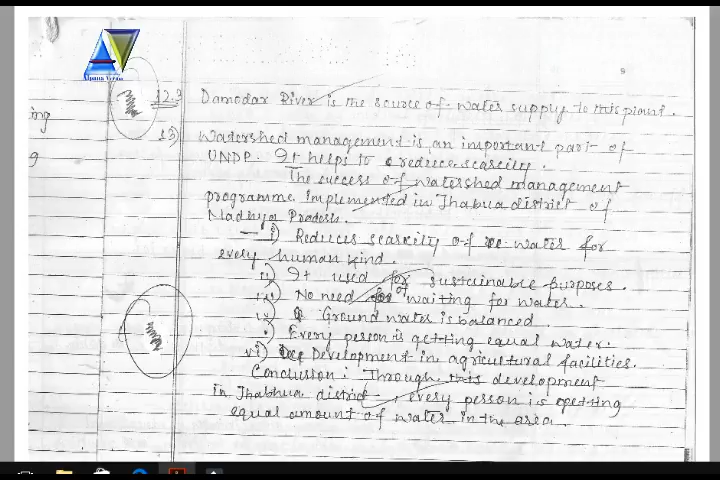 9
12.3 Damodar River is the source of water supply to this plant.
ing
13) Watershed management is an important part of
g UNDP. It helps to reduce scarcity.
The success of watershed management
programme implemented in Jhabua district of
Madhya Pradesh.
i) Reduces scarcity of water for
every human kind.
ii) It used for sustainable purposes.
iii) No need of waiting for water.
iv) Ground water is balanced.
v) Every person is getting equal water.
vi) Development in agricultural facilities.
Conclusion: Through this development
in Jhabhua district, every person is getting
equal amount of water in the area.